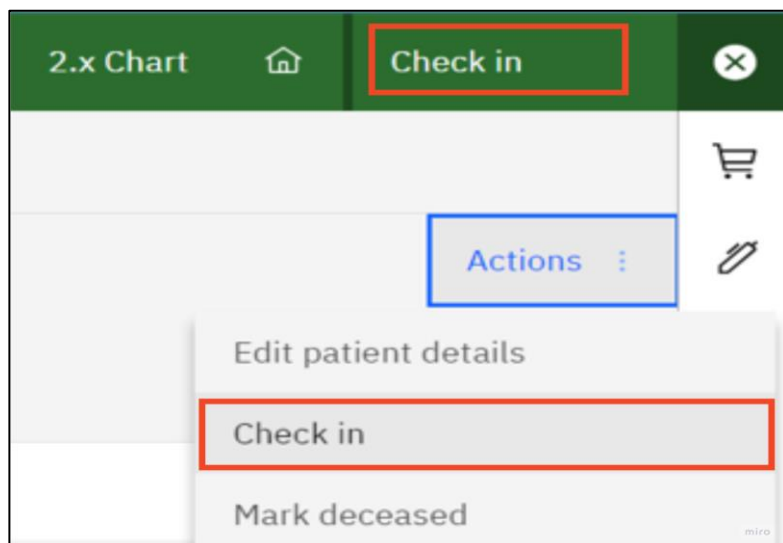 2.x Chart Check in
Actions
Edit patient details
Check in
Mark deceased
miro